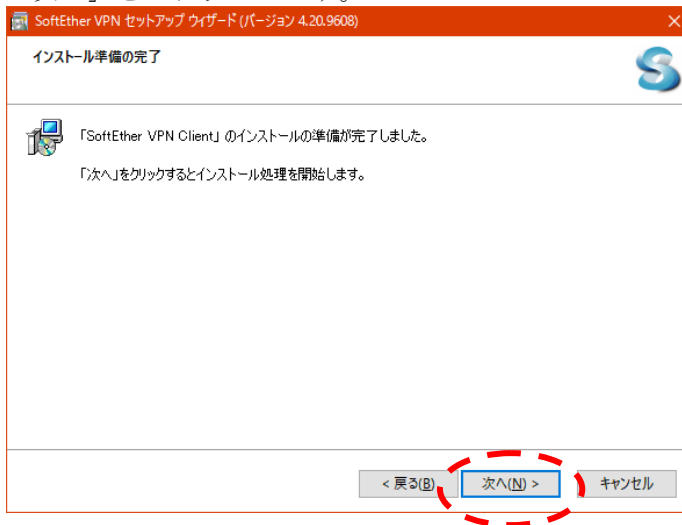 SoftEther VPN セットアップ ウィザード (バージョン 4.20.9608)
インストール準備の完了
「SoftEther VPN Client」のインストールの準備が完了しました。
「次へ」をクリックするとインストール処理を開始します。
< 戻る(B) 次へ(N) > キャンセル